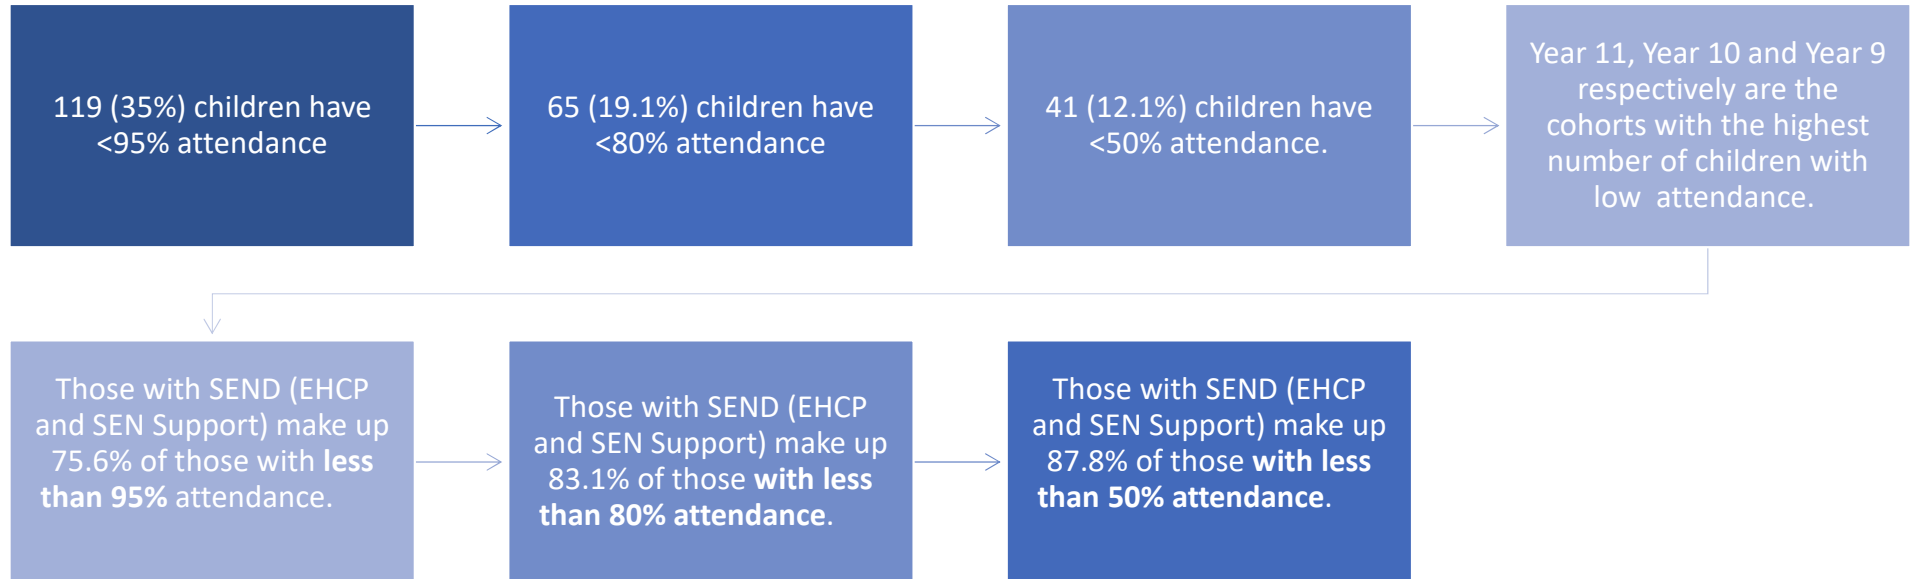 119 (35%) children have
<95% attendance
65 (19.1%) children have
<80% attendance
41 (12.1%) children have
<50% attendance.
Year 11, Year 10 and Year 9
respectively are the
cohorts with the highest
number of children with
low  attendance.
Those with SEND (EHCP
and SEN Support) make up
75.6% of those with less
than 95% attendance.
Those with SEND (EHCP
and SEN Support) make up
83.1% of those with less
than 80% attendance.
Those with SEND (EHCP
and SEN Support) make up
87.8% of those with less
than 50% attendance.